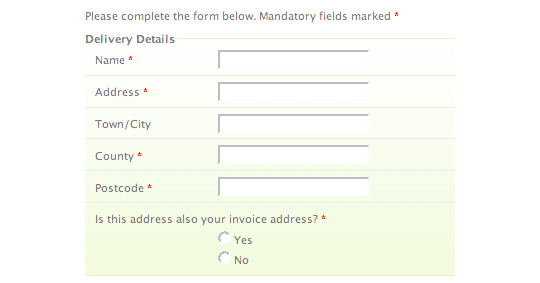 Please complete the form below. Mandatory fields marked *
Delivery Details
Name *
Address *
Town/City
County *
Postcode *
Is this address also your invoice address? *
Yes
No